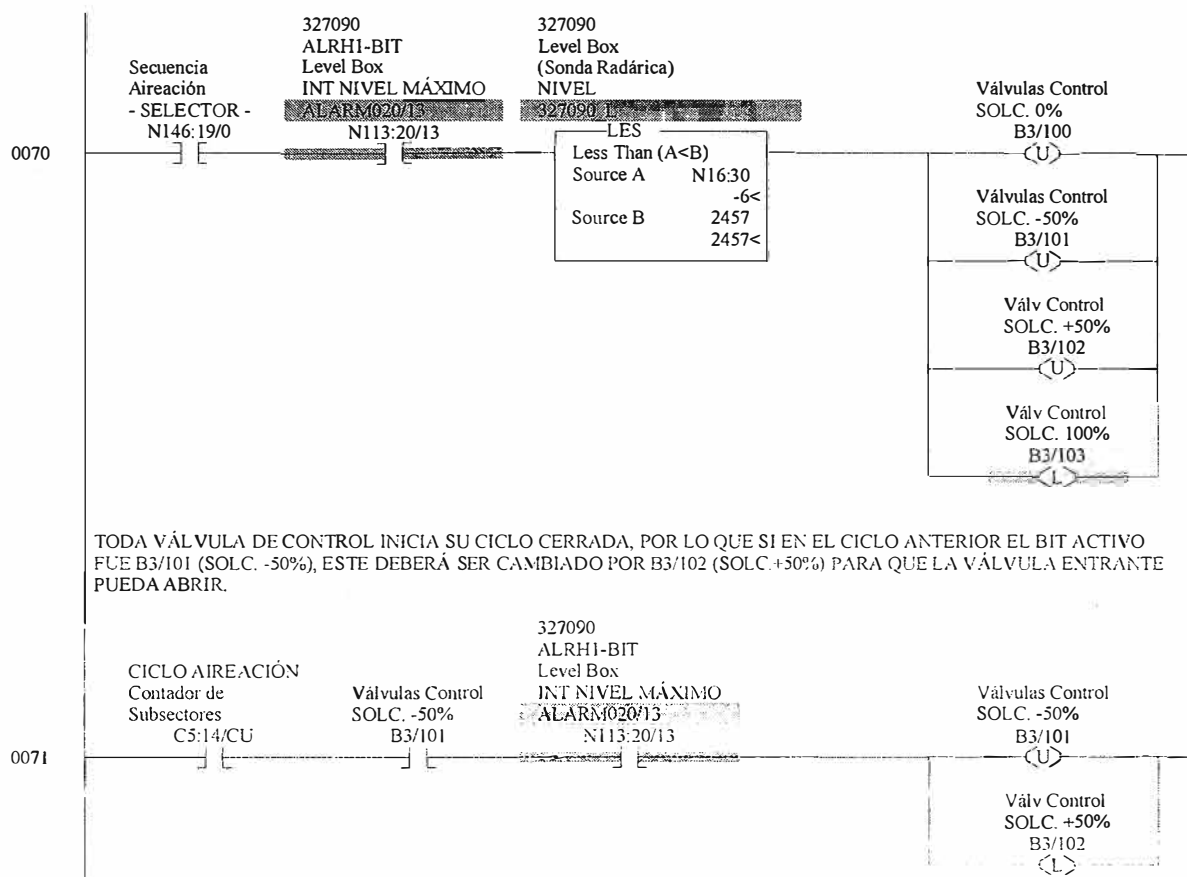 327090
ALRH1-BIT
Level Box
INT NIVEL MÁXIMO
ALARM020/13
N113:20/13
327090
Level Box
(Sonda Radárica)
NIVEL
327090_L
Secuencia
Aireación
- SELECTOR -
N146:19/0
Válvulas Control
SOLC. 0%
B3/100
0070
LES
Less Than (A<B)
Source A N16:30
-6<
Source B 2457
2457<
U
Válvulas Control
SOLC. -50%
B3/101
U
Válv Control
SOLC. +50%
B3/102
U
Válv Control
SOLC. 100%
B3/103
L
TODA VÁLVULA DE CONTROL INICIA SU CICLO CERRADA, POR LO QUE SI EN EL CICLO ANTERIOR EL BIT ACTIVO
FUE B3/101 (SOLC. -50%), ESTE DEBERÁ SER CAMBIADO POR B3/102 (SOLC.+50%) PARA QUE LA VÁLVULA ENTRANTE
PUEDA ABRIR.
CICLO AIREACIÓN
Contador de
Subsectores
C5:14/CU
Válvulas Control
SOLC. -50%
B3/101
327090
ALRH1-BIT
Level Box
INT NIVEL MÁXIMO
ALARM020/13
N113:20/13
Válvulas Control
SOLC. -50%
B3/101
0071
U
Válv Control
SOLC. +50%
B3/102
L